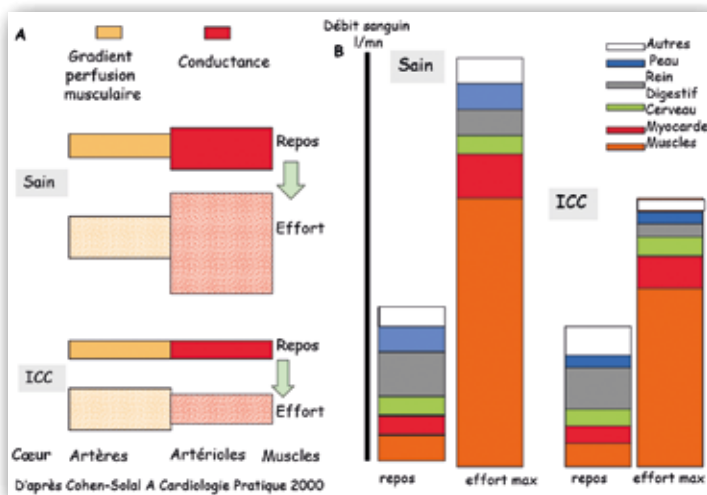 A
Gradient
perfusion
musculaire
Conductance
Repos
Sain
Effort
Repos
ICC
Effort
Cœur Artères Artérioles Muscles
D'après Cohen-Solal A Cardiologie Pratique 2000
Débit sanguin
l/mn
B
Sain
Autres
Peau
Rein
Digestif
Cerveau
Myocarde
Muscles
ICC
repos
effort max
repos
effort max